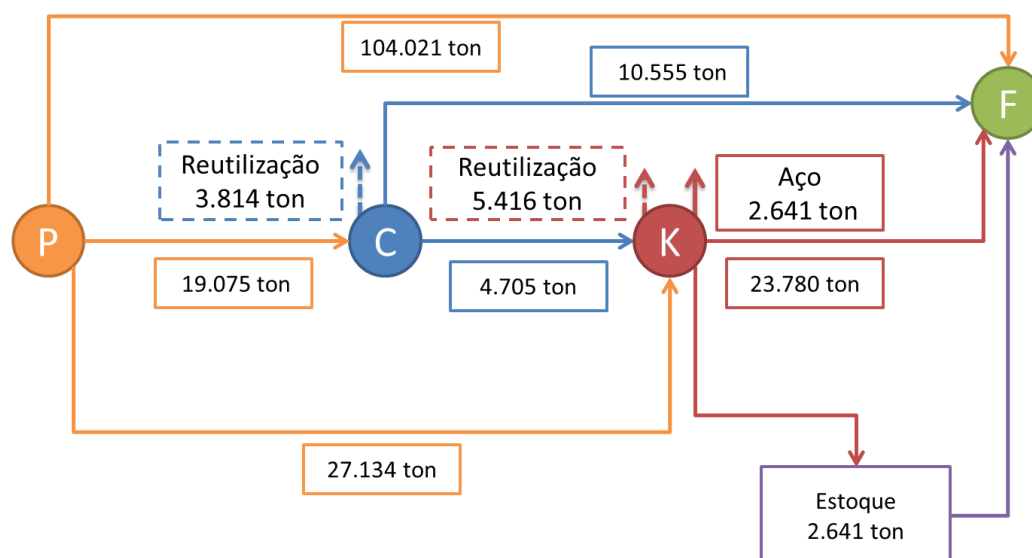 104.021 ton
10.555 ton
F
Reutilização
3.814 ton
Reutilização
5.416 ton
Aço
2.641 ton
P
C
K
19.075 ton
4.705 ton
23.780 ton
27.134 ton
Estoque
2.641 ton